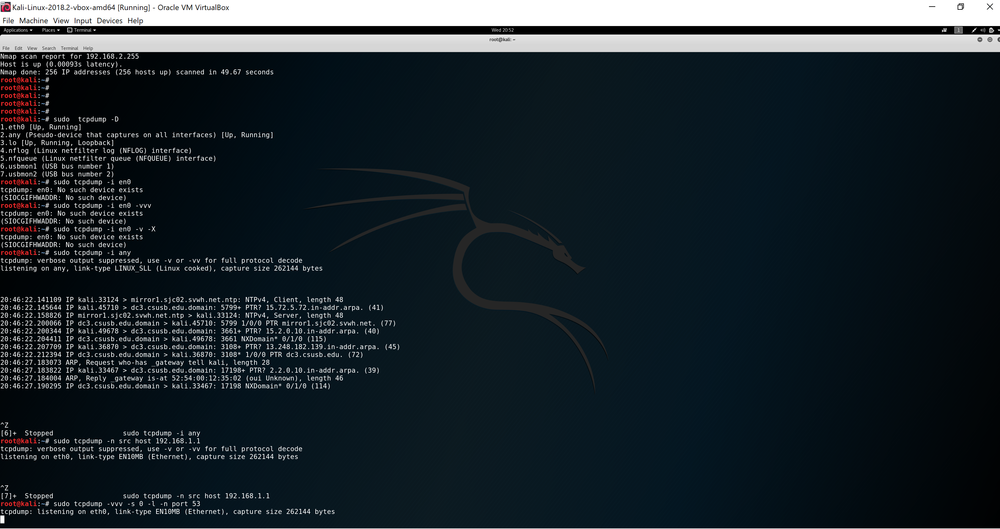 Kali-Linux-2018.2-vbox-amd64 [Running] - Oracle VM VirtualBox
File Machine View Input Devices Help
Applications Places Terminal Wed 20:52 1
root@kali: ~
File Edit View Search Terminal Help
Nmap scan report for 192.168.2.255
Host is up (0.00093s latency).
Nmap done: 256 IP addresses (256 hosts up) scanned in 49.67 seconds
root@kali:~#
root@kali:~#
root@kali:~#
root@kali:~#
root@kali:~#
root@kali:~# sudo  tcpdump -D
1.eth0 [Up, Running]
2.any (Pseudo-device that captures on all interfaces) [Up, Running]
3.lo [Up, Running, Loopback]
4.nflog (Linux netfilter log (NFLOG) interface)
5.nfqueue (Linux netfilter queue (NFQUEUE) interface)
6.usbmon1 (USB bus number 1)
7.usbmon2 (USB bus number 2)
root@kali:~# sudo tcpdump -i en0
tcpdump: en0: No such device exists
(SIOCGIFHWADDR: No such device)
root@kali:~# sudo tcpdump -i en0 -vvv
tcpdump: en0: No such device exists
(SIOCGIFHWADDR: No such device)
root@kali:~# sudo tcpdump -i en0 -v -X
tcpdump: en0: No such device exists
(SIOCGIFHWADDR: No such device)
root@kali:~# sudo tcpdump -i any
tcpdump: verbose output suppressed, use -v or -vv for full protocol decode
listening on any, link-type LINUX_SLL (Linux cooked), capture size 262144 bytes
20:46:22.141109 IP kali.33124 > mirror1.sjc02.svwh.net.ntp: NTPv4, Client, length 48
20:46:22.145644 IP kali.45710 > dc3.csusb.edu.domain: 5799+ PTR? 15.72.5.72.in-addr.arpa. (41)
20:46:22.158826 IP mirror1.sjc02.svwh.net.ntp > kali.33124: NTPv4, Server, length 48
20:46:22.200066 IP dc3.csusb.edu.domain > kali.45710: 5799 1/0/0 PTR mirror1.sjc02.svwh.net. (77)
20:46:22.200344 IP kali.49678 > dc3.csusb.edu.domain: 3661+ PTR? 15.2.0.10.in-addr.arpa. (40)
20:46:22.204411 IP dc3.csusb.edu.domain > kali.49678: 3661 NXDomain* 0/1/0 (115)
20:46:22.207709 IP kali.36870 > dc3.csusb.edu.domain: 3108+ PTR? 13.248.182.139.in-addr.arpa. (45)
20:46:22.212394 IP dc3.csusb.edu.domain > kali.36870: 3108* 1/0/0 PTR dc3.csusb.edu. (72)
20:46:27.183073 ARP, Request who-has _gateway tell kali, length 28
20:46:27.183822 IP kali.33467 > dc3.csusb.edu.domain: 17198+ PTR? 2.2.0.10.in-addr.arpa. (39)
20:46:27.184004 ARP, Reply _gateway is-at 52:54:00:12:35:02 (oui Unknown), length 46
20:46:27.190295 IP dc3.csusb.edu.domain > kali.33467: 17198 NXDomain* 0/1/0 (114)
^Z
[6]+  Stopped                 sudo tcpdump -i any
root@kali:~# sudo tcpdump -n src host 192.168.1.1
tcpdump: verbose output suppressed, use -v or -vv for full protocol decode
listening on eth0, link-type EN10MB (Ethernet), capture size 262144 bytes
^Z
[7]+  Stopped                 sudo tcpdump -n src host 192.168.1.1
root@kali:~# sudo tcpdump -vvv -s 0 -l -n port 53
tcpdump: listening on eth0, link-type EN10MB (Ethernet), capture size 262144 bytes